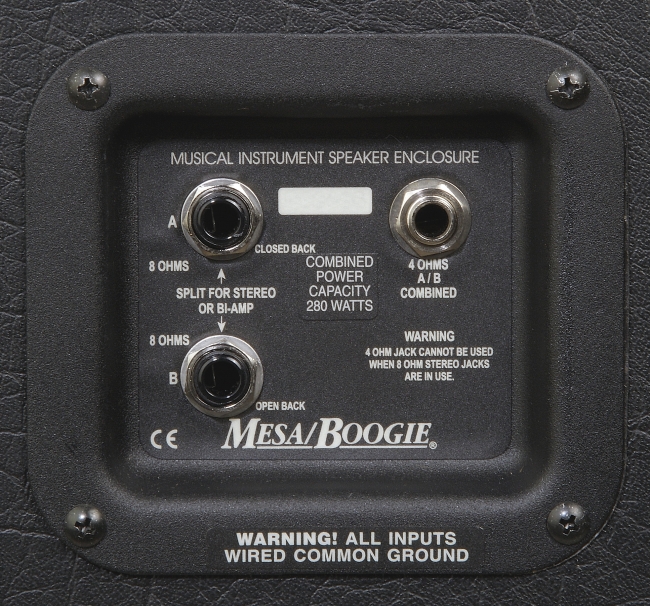 MUSICAL INSTRUMENT SPEAKER ENCLOSURE
A
CLOSED BACK
8 OHMS
SPLIT FOR STEREO
OR BI-AMP
8 OHMS
B
OPEN BACK
COMBINED
POWER
CAPACITY
280 WATTS
4 OHMS
A / B
COMBINED
WARNING
4 OHM JACK CANNOT BE USED
WHEN 8 OHM STEREO JACKS
ARE IN USE.
CE
MESA/BOOGIE®
WARNING! ALL INPUTS
WIRED COMMON GROUND